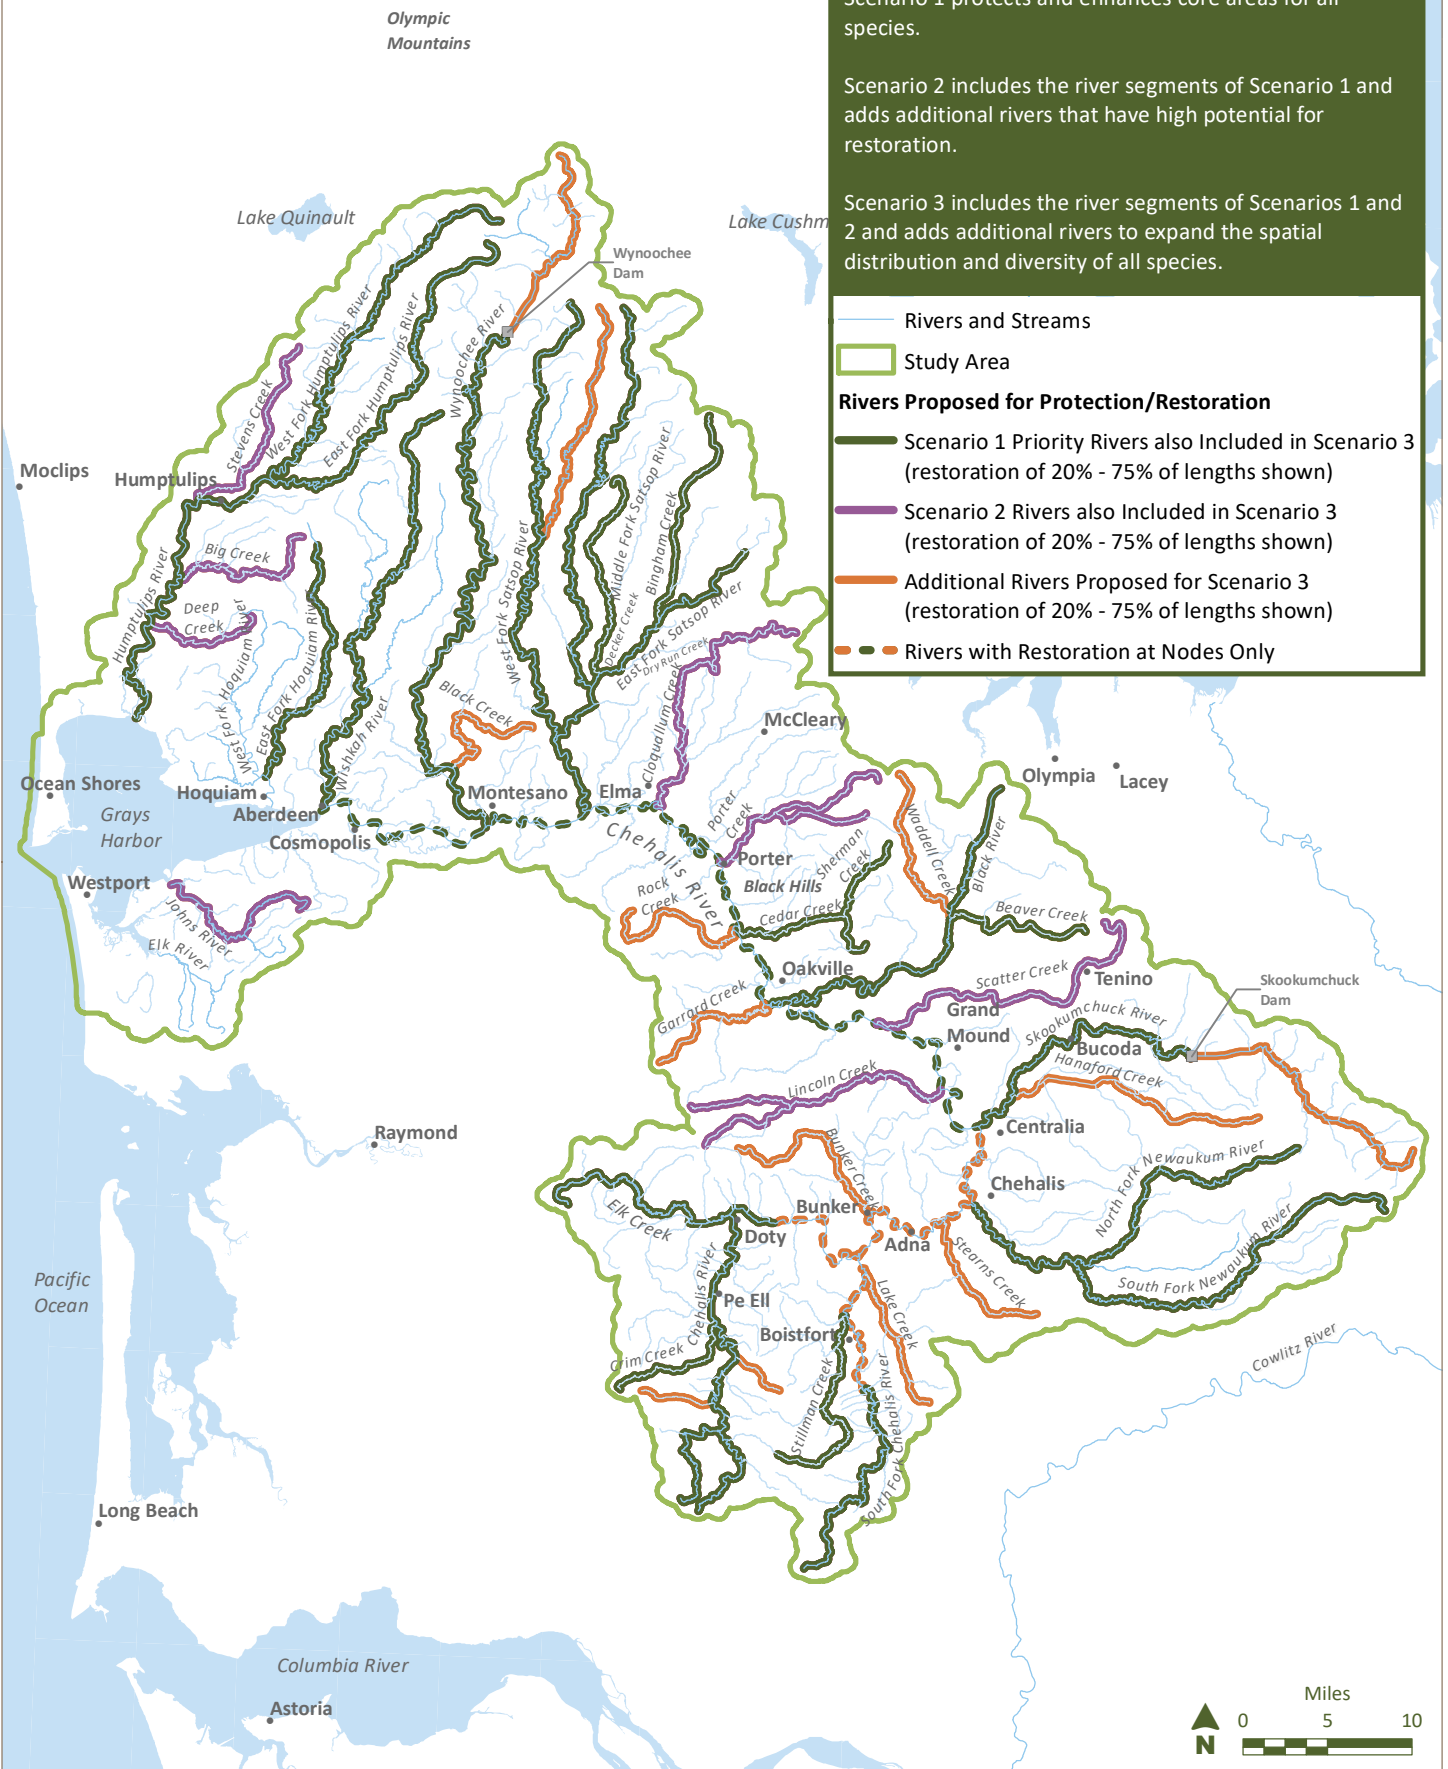 Scenario 1 protects and enhances core areas for all
species.
Scenario 2 includes the river segments of Scenario 1 and
adds additional rivers that have high potential for
restoration.
Scenario 3 includes the river segments of Scenarios 1 and
2 and adds additional rivers to expand the spatial
distribution and diversity of all species.
Rivers and Streams
Study Area
Rivers Proposed for Protection/Restoration
Scenario 1 Priority Rivers also Included in Scenario 3
(restoration of 20% - 75% of lengths shown)
Scenario 2 Rivers also Included in Scenario 3
(restoration of 20% - 75% of lengths shown)
Additional Rivers Proposed for Scenario 3
(restoration of 20% - 75% of lengths shown)
Rivers with Restoration at Nodes Only
Olympic
Mountains
Lake Quinault
Lake Cushm
Wynoochee
Dam
Stevens Creek
West Fork Humptulips River
East Fork Humptulips River
Wynoochee River
Moclips
Humptulips
Humptulips River
Big Creek
Deep
Creek
West Fork Hoquiam River
East Fork Hoquiam River
Wishkah River
West Fork Satsop River
Middle Fork Satsop River
Decker Creek
Bingham Creek
East Fork Satsop River
Dry Run Creek
Cloquallum Creek
Black Creek
McCleary
Olympia
Lacey
Ocean Shores
Grays
Harbor
Hoquiam
Aberdeen
Cosmopolis
Montesano
Elma
Chehalis River
Porter
Creek
Porter
Black Hills
Sherman
Creek
Waddell Creek
Black River
Westport
Johns River
Elk River
Rock
Creek
Cedar Creek
Beaver Creek
Oakville
Scatter Creek
Tenino
Garrard Creek
Grand
Mound
Skookumchuck
Dam
Skookumchuck River
Bucoda
Hanaford Creek
Lincoln Creek
Centralia
Raymond
Bunker Creek
Chehalis
North Fork Newaukum River
Elk Creek
Bunker
Doty
Adna
Stearns Creek
South Fork Newaukum River
Pacific
Ocean
Chehalis River
Pe Ell
Lake Creek
Boistfort
Crim Creek
Stillman Creek
South Fork Chehalis River
Cowlitz River
Long Beach
Columbia River
Astoria
Miles
0 5 10
N